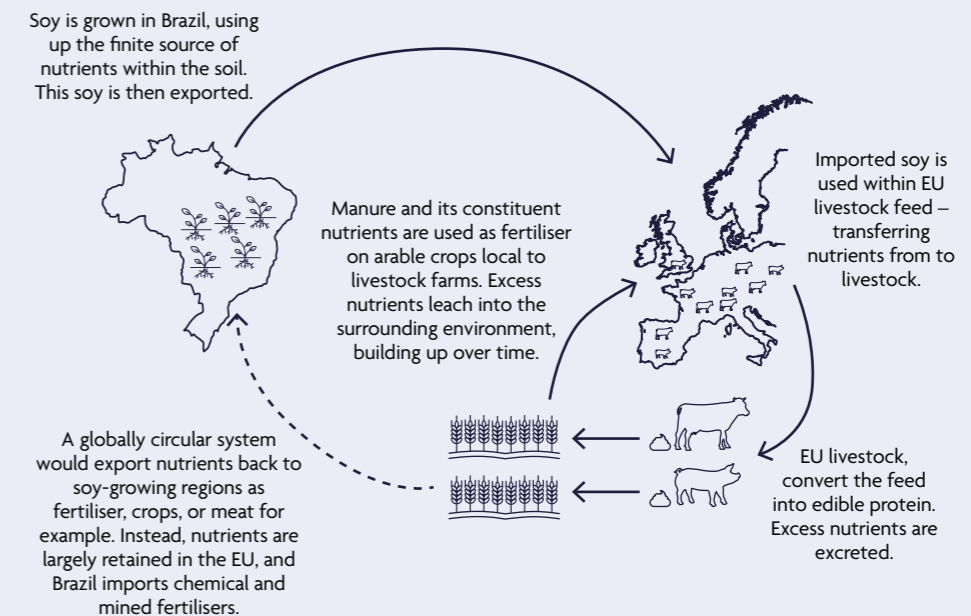 Soy is grown in Brazil, using
up the finite source of
nutrients within the soil.
This soy is then exported.
Imported soy is
used within EU
livestock feed –
transferring
nutrients from to
livestock.
Manure and its constituent
nutrients are used as fertiliser
on arable crops local to
livestock farms. Excess
nutrients leach into the
surrounding environment,
building up over time.
A globally circular system
would export nutrients back to
soy-growing regions as
fertiliser, crops, or meat for
example. Instead, nutrients are
largely retained in the EU, and
Brazil imports chemical and
mined fertilisers.
EU livestock,
convert the feed
into edible protein.
Excess nutrients are
excreted.